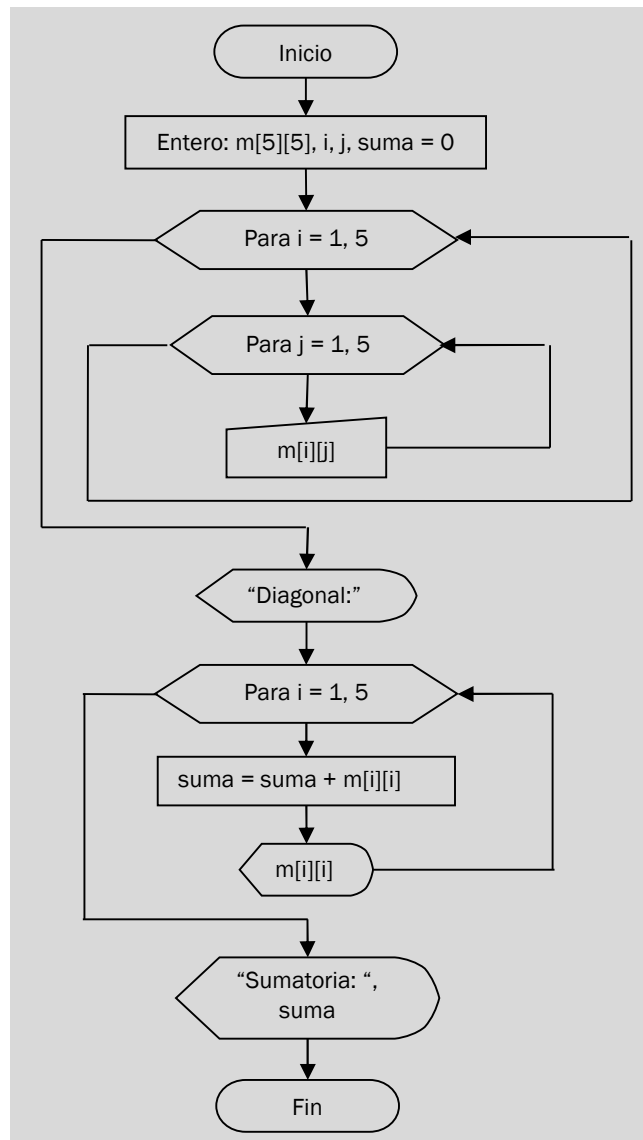 Inicio
Entero: m[5][5], i, j, suma = 0
Para i = 1, 5
Para j = 1, 5
m[i][j]
“Diagonal:”
Para i = 1, 5
suma = suma + m[i][i]
m[i][i]
“Sumatoria: “,
suma
Fin